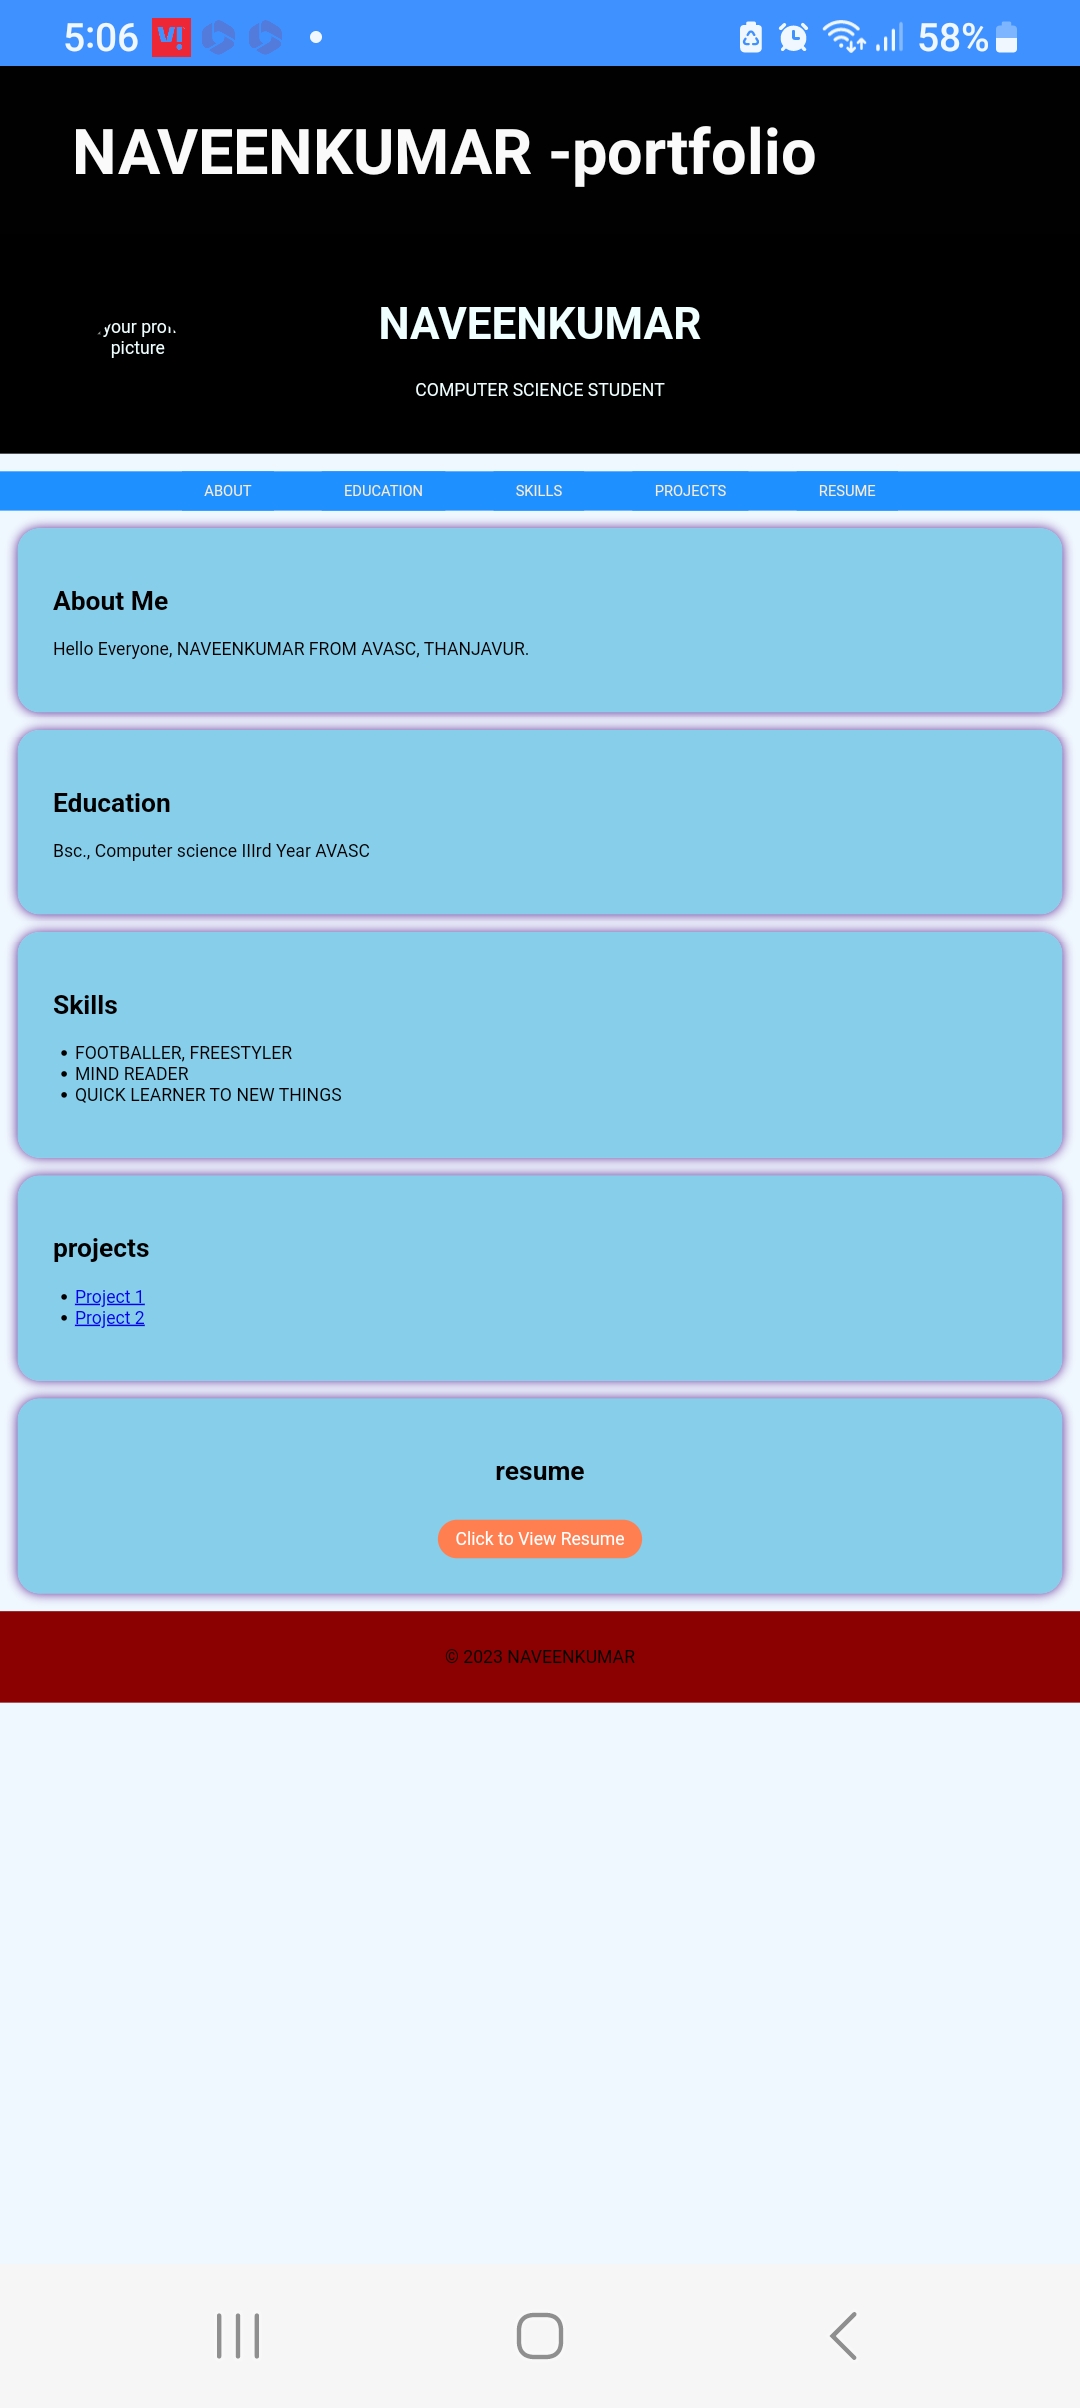 5:06 VI 58%
NAVEENKUMAR -portfolio
your
picture
NAVEENKUMAR
COMPUTER SCIENCE STUDENT
ABOUT EDUCATION SKILLS PROJECTS RESUME
About Me
Hello Everyone, NAVEENKUMAR FROM AVASC, THANJAVUR.
Education
Bsc., Computer science IIIrd Year AVASC
Skills
• FOOTBALLER, FREESTYLER
• MIND READER
• QUICK LEARNER TO NEW THINGS
projects
• Project 1
• Project 2
resume
Click to View Resume
© 2023 NAVEENKUMAR